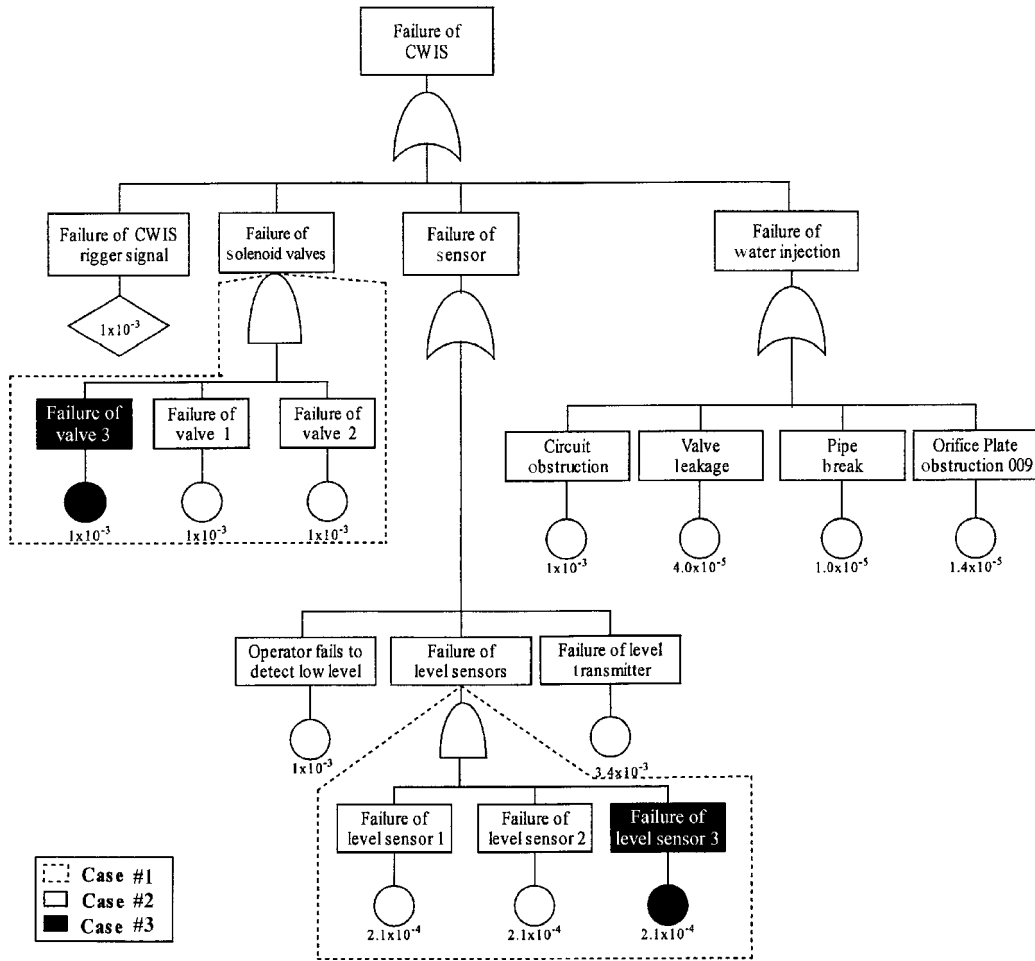 Failure of
CWIS
Failure of CWIS
rigger signal
Failure of
solenoid valves
Failure of
sensor
Failure of
water injection
1x10⁻³
Failure of
valve 3
Failure of
valve 1
Failure of
valve 2
1x10⁻³
1x10⁻³
1x10⁻³
Circuit
obstruction
Valve
leakage
Pipe
break
Orifice Plate
obstruction 009
1x10⁻³
4.0x10⁻⁵
1.0x10⁻⁵
1.4x10⁻⁵
Operator fails to
detect low level
Failure of
level sensors
Failure of level
transmitter
1x10⁻³
3.4x10⁻³
Failure of
level sensor 1
Failure of
level sensor 2
Failure of
level sensor 3
2.1x10⁻⁴
2.1x10⁻⁴
2.1x10⁻⁴
Case #1
Case #2
Case #3